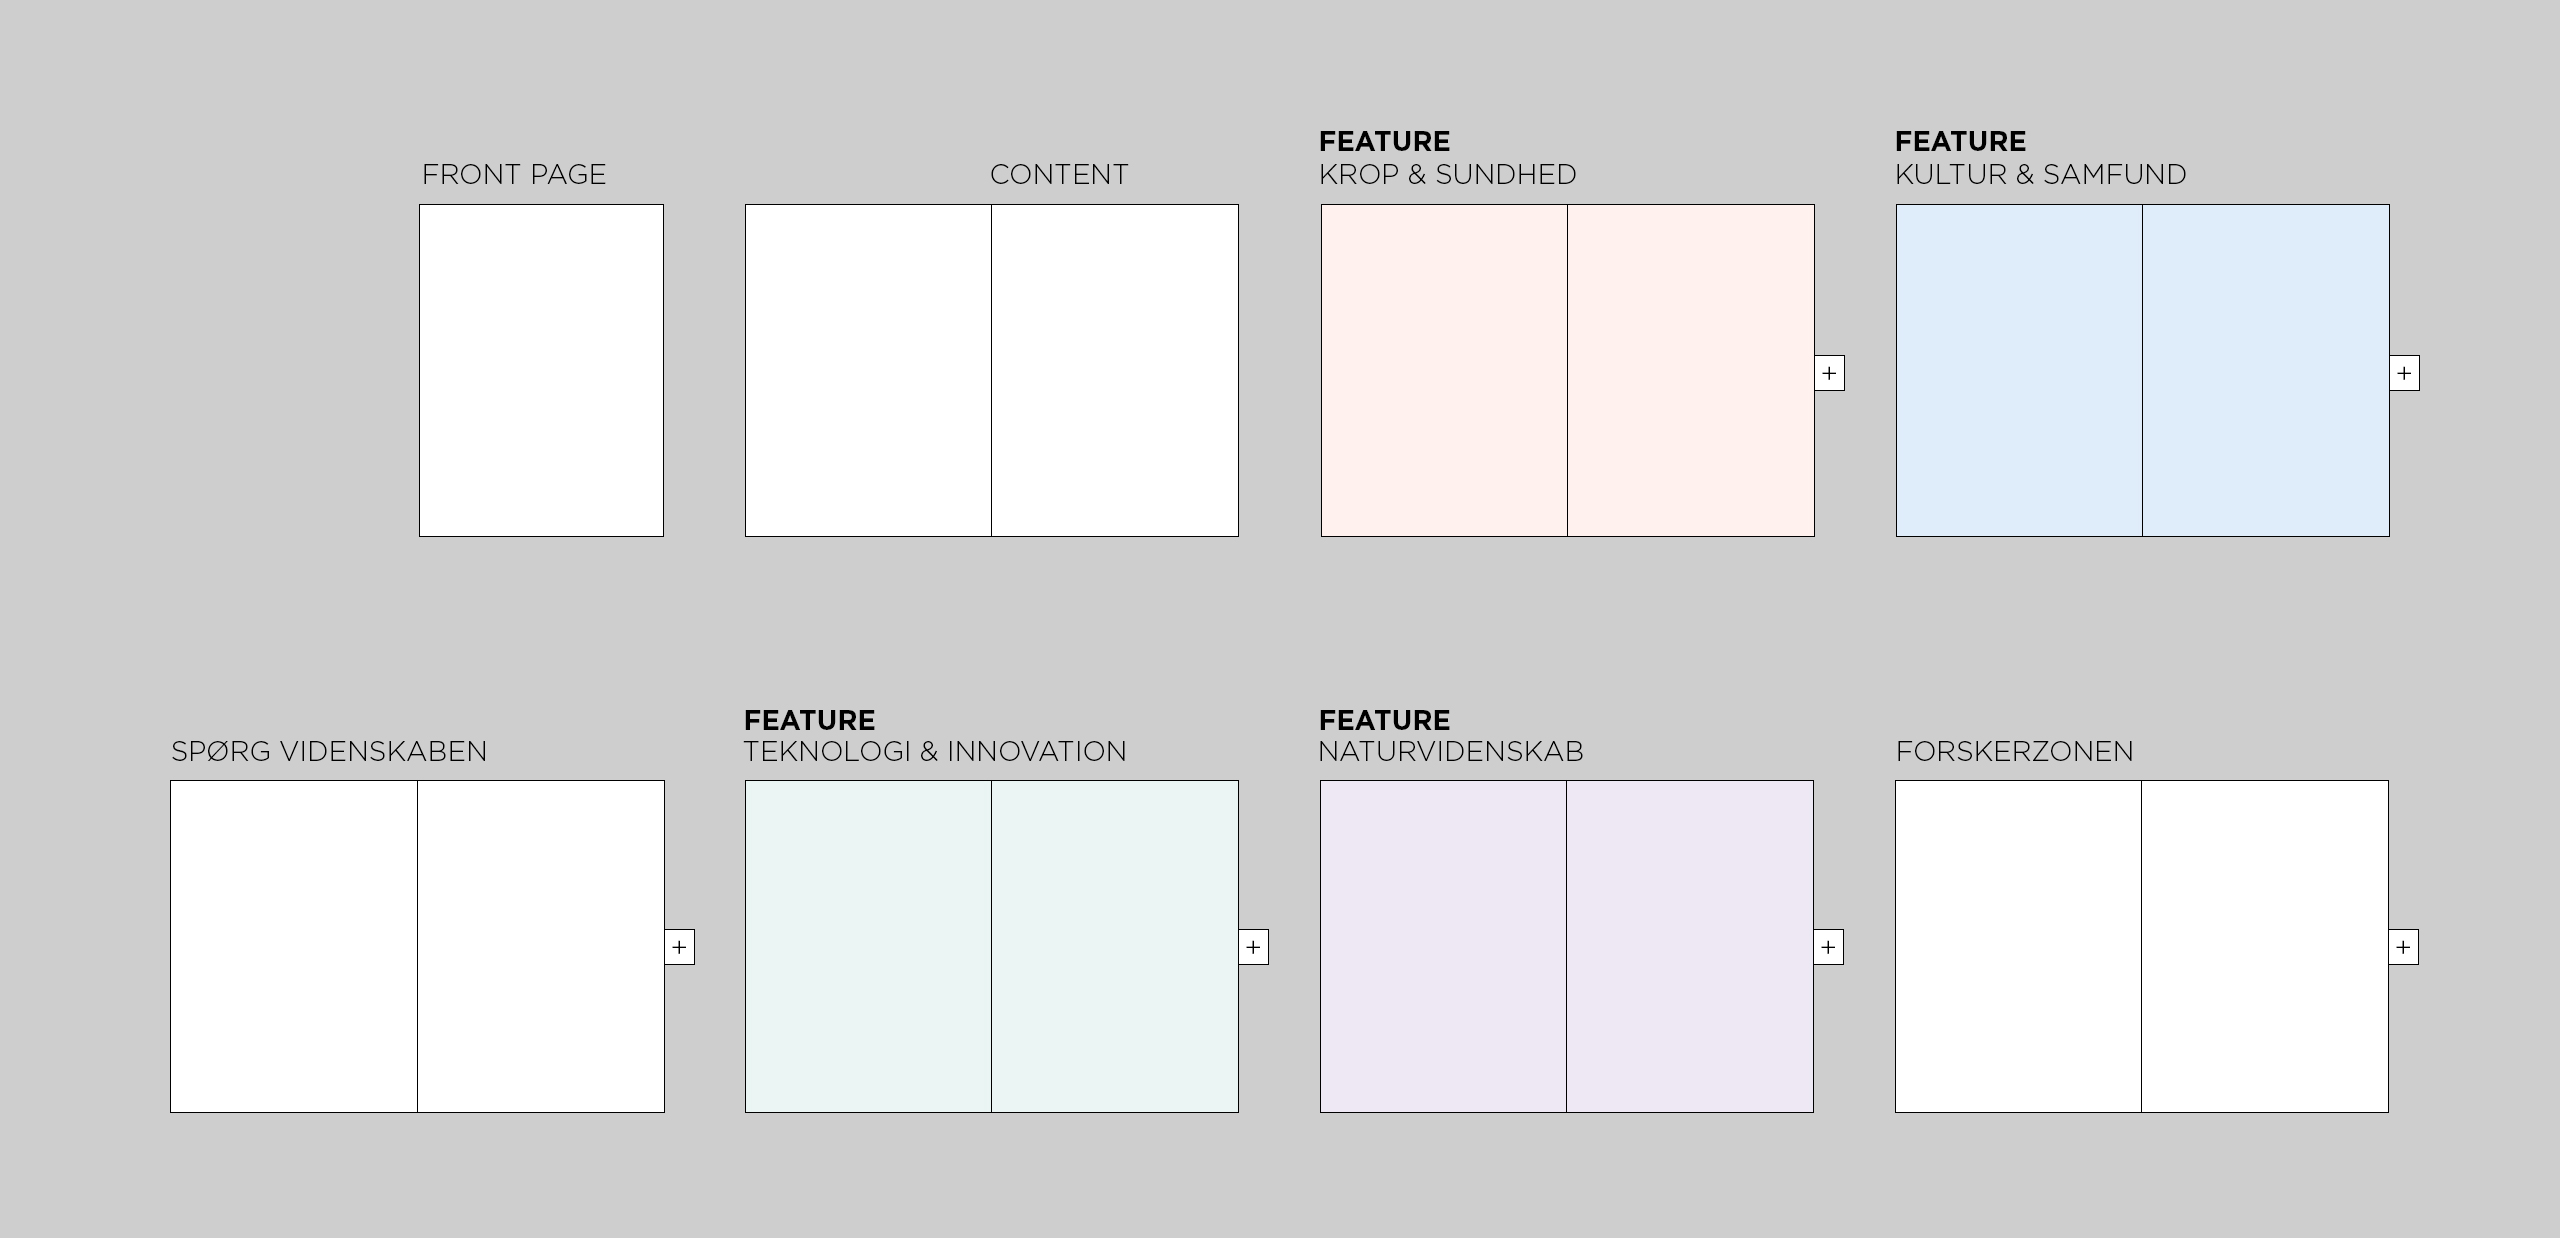 FRONT PAGE
CONTENT
FEATURE
KROP & SUNDHED
+
FEATURE
KULTUR & SAMFUND
+
SPØRG VIDENSKABEN
+
FEATURE
TEKNOLOGI & INNOVATION
+
FEATURE
NATURVIDENSKAB
+
FORSKERZONEN
+